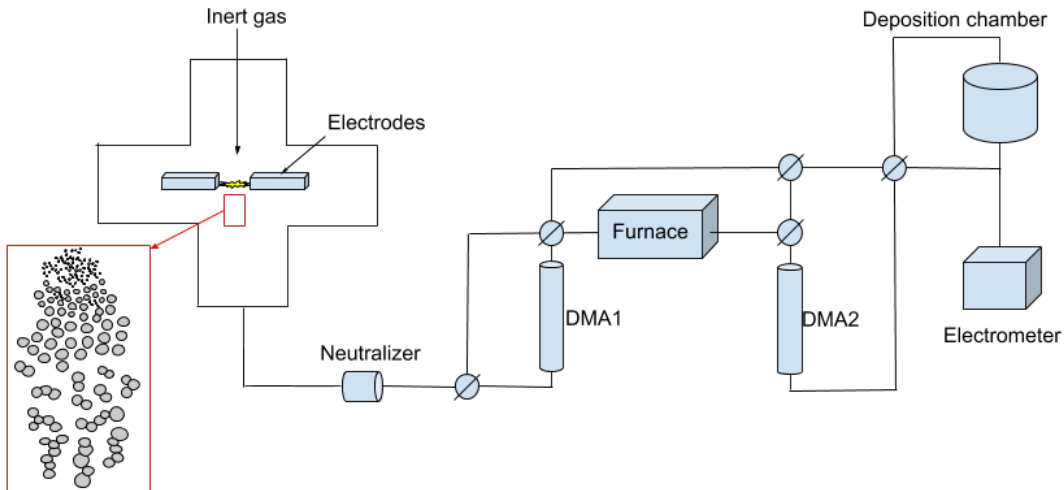 Inert gas
Deposition chamber
Electrodes
Furnace
DMA1
DMA2
Electrometer
Neutralizer